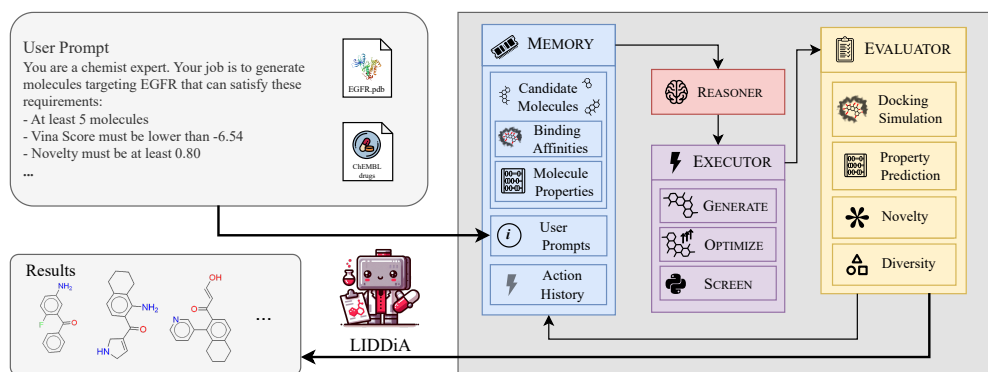 User Prompt
You are a chemist expert. Your job is to generate
molecules targeting EGFR that can satisfy these
requirements:
- At least 5 molecules
- Vina Score must be lower than -6.54
- Novelty must be at least 0.80
...
EGFR.pdb
ChEMBL
drugs
MEMORY
Candidate
Molecules
Binding
Affinities
Molecule
Properties
i
User
Prompts
Action
History
REASONER
EXECUTOR
GENERATE
OPTIMIZE
SCREEN
EVALUATOR
Docking
Simulation
Property
Prediction
Novelty
Diversity
Results
NH₂
F
O
NH₂
O
HN
OH
O
N
...
LIDDiA